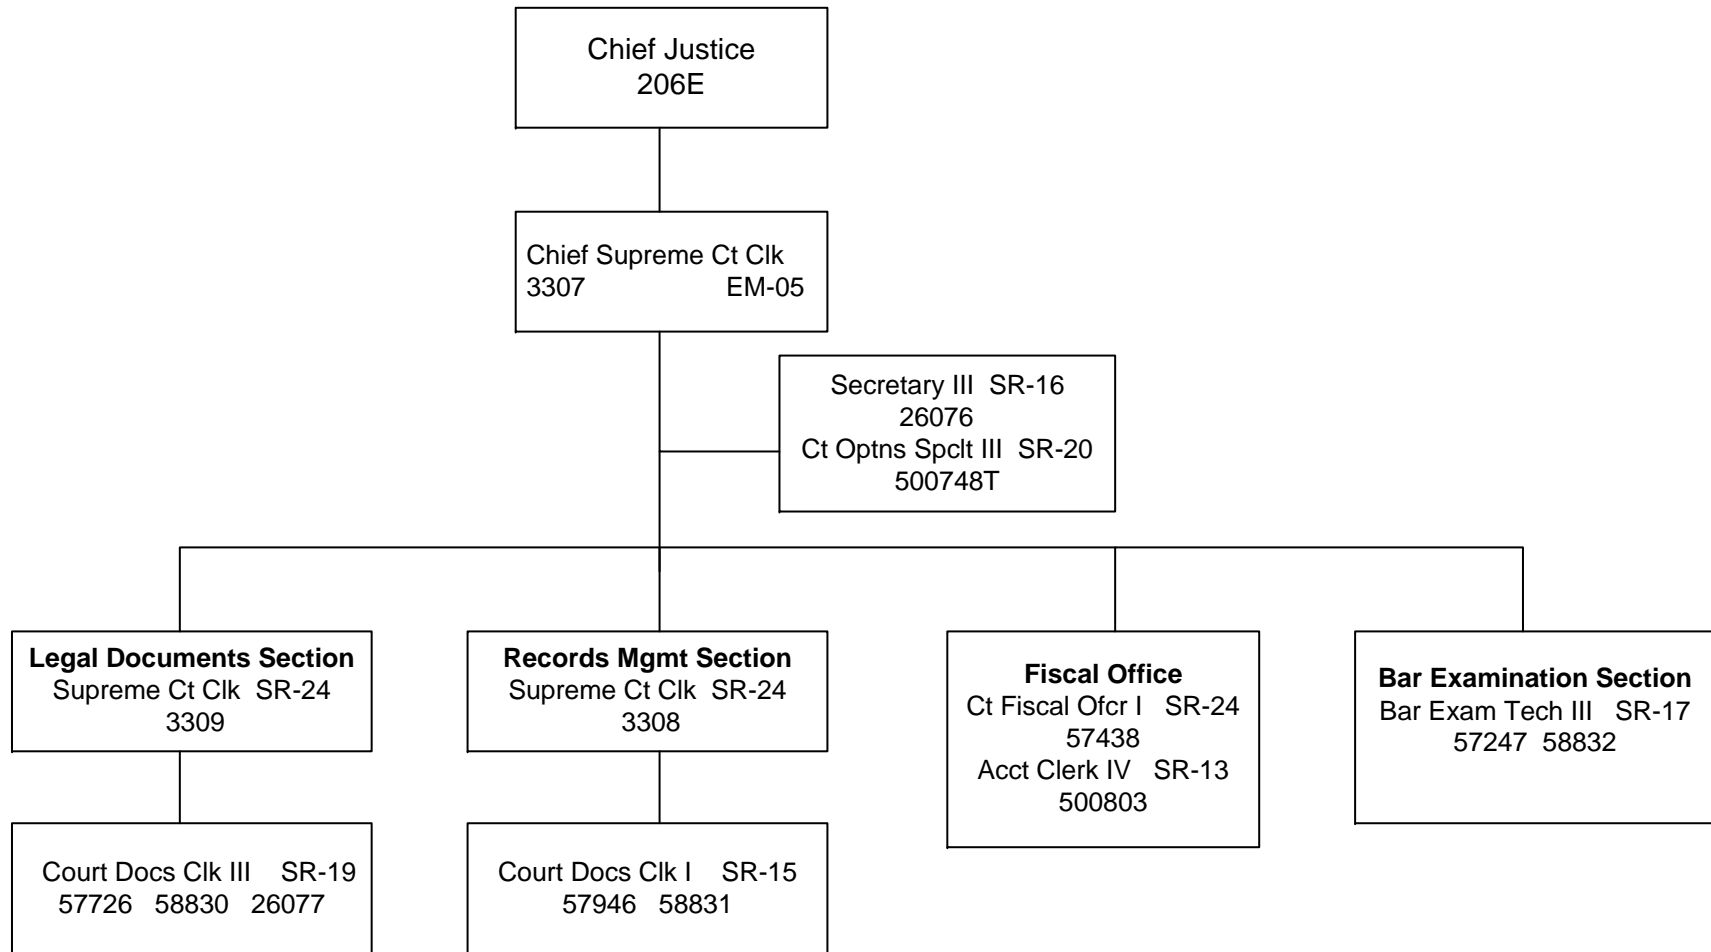 Chief Justice
206E
Chief Supreme Ct Clk
3307 EM-05
Secretary III SR-16
26076
Ct Optns Spclt III SR-20
500748T
Legal Documents Section
Supreme Ct Clk SR-24
3309
Records Mgmt Section
Supreme Ct Clk SR-24
3308
Fiscal Office
Ct Fiscal Ofcr I SR-24
57438
Acct Clerk IV SR-13
500803
Bar Examination Section
Bar Exam Tech III SR-17
57247 58832
Court Docs Clk III SR-19
57726 58830 26077
Court Docs Clk I SR-15
57946 58831